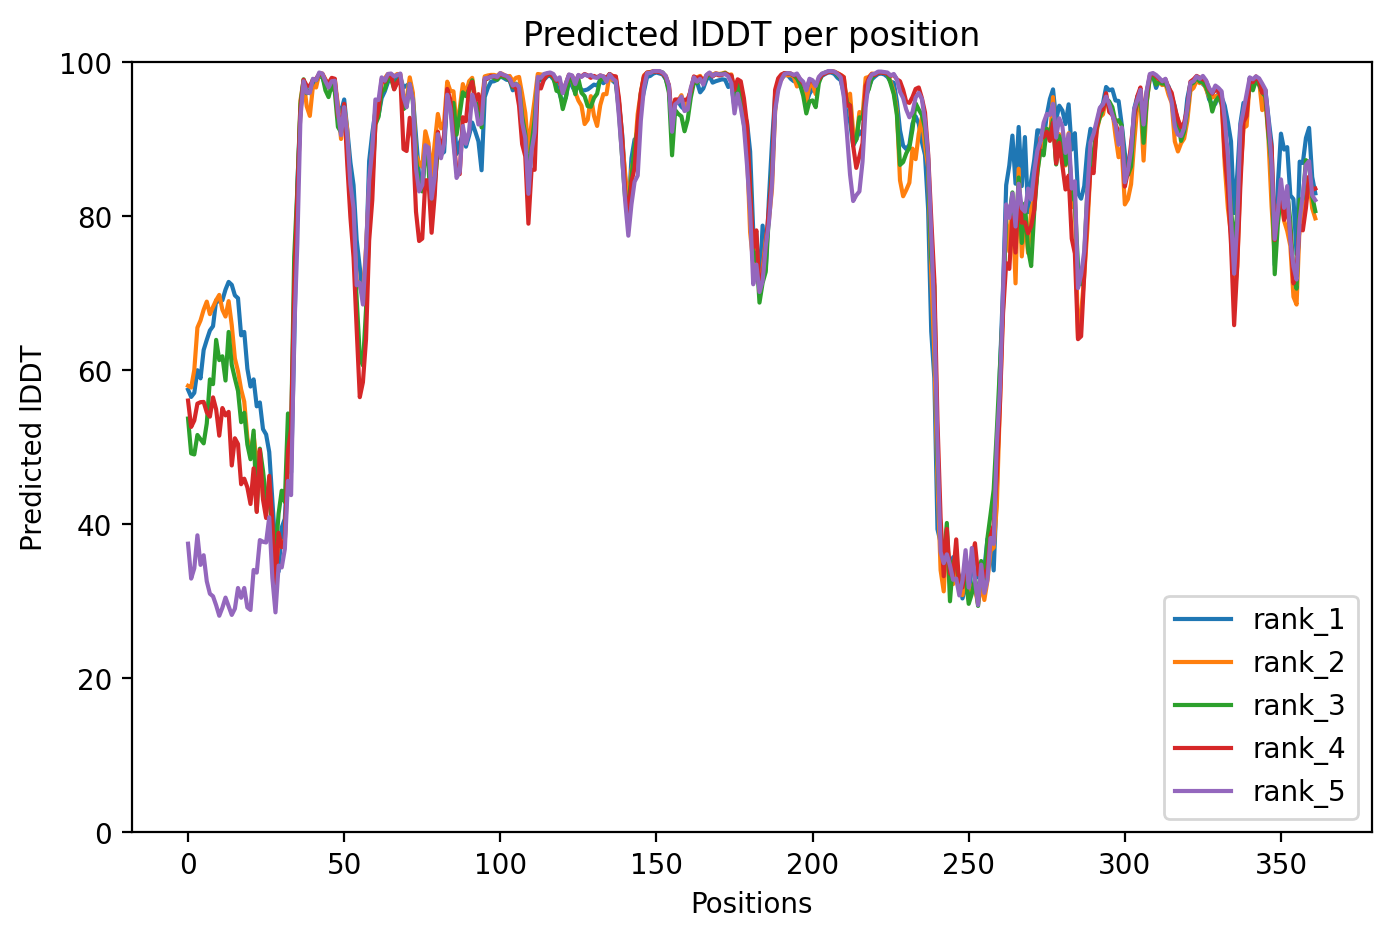 Predicted lDDT per position
100
80
60
40
20
0
Predicted lDDT
0 50 100 150 200 250 300 350
Positions
rank_1
rank_2
rank_3
rank_4
rank_5